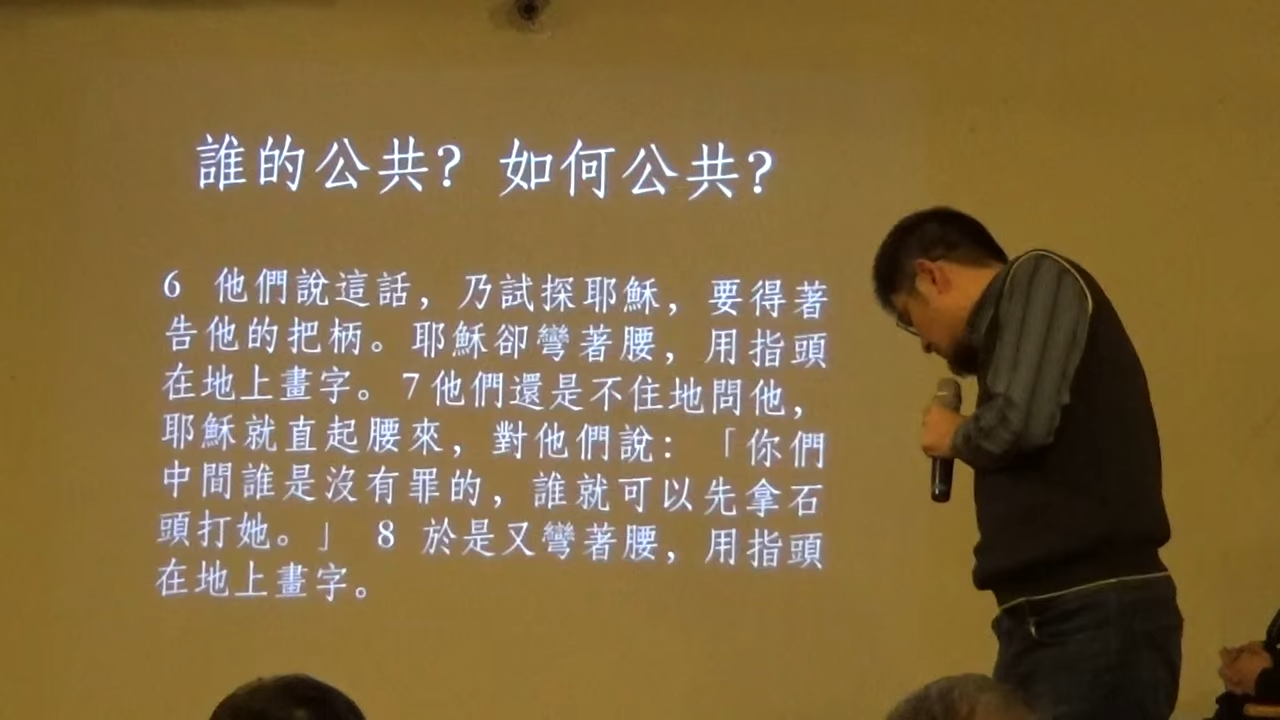 誰的公共？如何公共？
6 他們說這話，乃試探耶穌，要得著
告他的把柄。耶穌卻彎著腰，用指頭
在地上畫字。7他們還是不住地問他，
耶穌就直起腰來，對他們說：「你們
中間誰是沒有罪的，誰就可以先拿石
頭打她。」 8 於是又彎著腰，用指頭
在地上畫字。